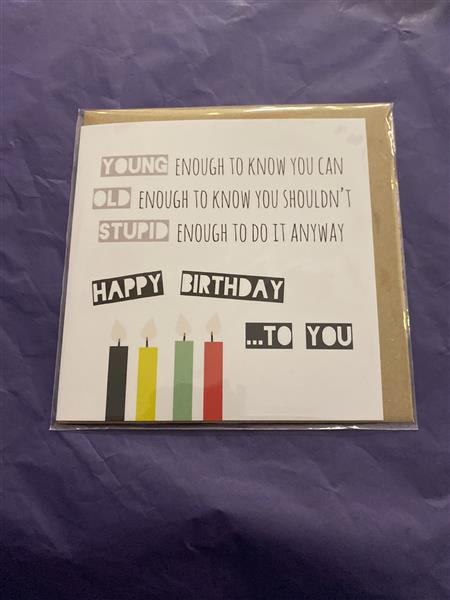 YOUNG ENOUGH TO KNOW YOU CAN
OLD ENOUGH TO KNOW YOU SHOULDN'T
STUPID ENOUGH TO DO IT ANYWAY
HAPPY BIRTHDAY
...TO YOU